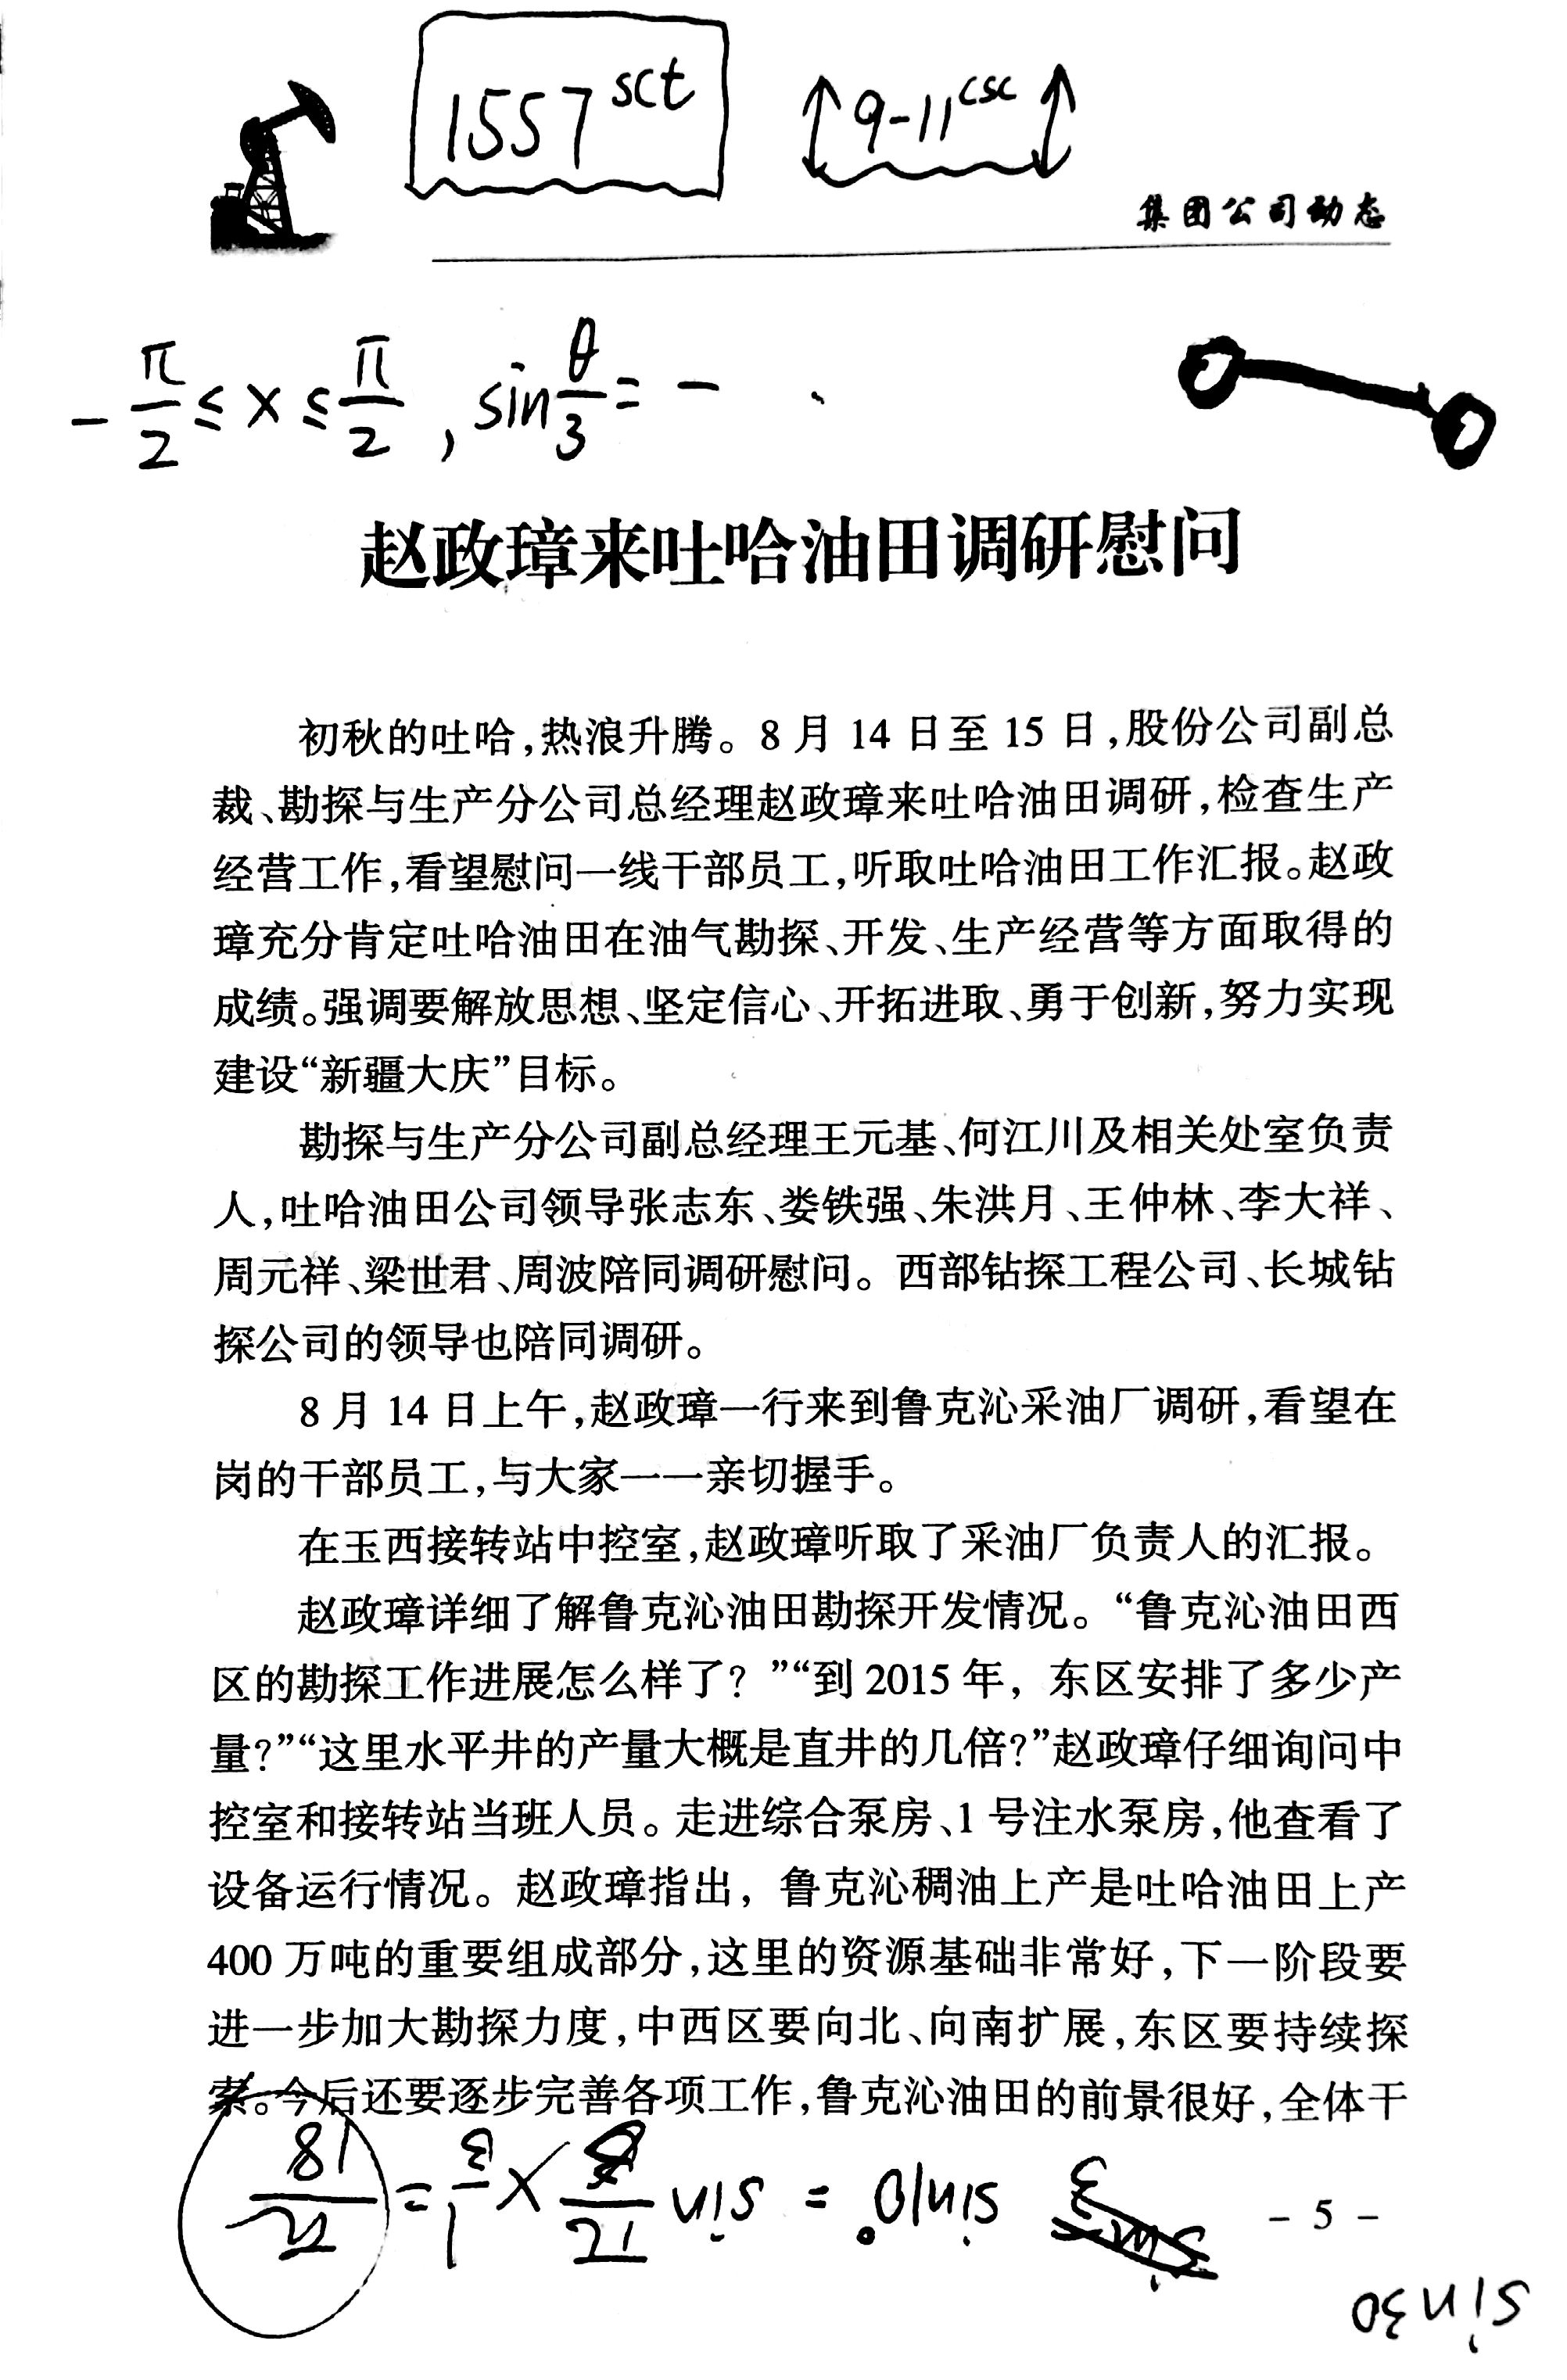 1557 sct
9-11 csc
集团公司动态
-π/2 ≤ x ≤ π/2 , sin θ/3 = -
赵政璋来吐哈油田调研慰问
初秋的吐哈,热浪升腾。8月14日至15日,股份公司副总
裁、勘探与生产分公司总经理赵政璋来吐哈油田调研,检查生产
经营工作,看望慰问一线干部员工,听取吐哈油田工作汇报。赵政
璋充分肯定吐哈油田在油气勘探、开发、生产经营等方面取得的
成绩。强调要解放思想、坚定信心、开拓进取、勇于创新,努力实现
建设“新疆大庆”目标。
勘探与生产分公司副总经理王元基、何江川及相关处室负责
人,吐哈油田公司领导张志东、娄铁强、朱洪月、王仲林、李大祥、
周元祥、梁世君、周波陪同调研慰问。西部钻探工程公司、长城钻
探公司的领导也陪同调研。
8月14日上午,赵政璋一行来到鲁克沁采油厂调研,看望在
岗的干部员工,与大家一一亲切握手。
在玉西接转站中控室,赵政璋听取了采油厂负责人的汇报。
赵政璋详细了解鲁克沁油田勘探开发情况。“鲁克沁油田西
区的勘探工作进展怎么样了?”“到2015年,东区安排了多少产
量?”“这里水平井的产量大概是直井的几倍?”赵政璋仔细询问中
控室和接转站当班人员。走进综合泵房、1号注水泵房,他查看了
设备运行情况。赵政璋指出,鲁克沁稠油上产是吐哈油田上产
400万吨的重要组成部分,这里的资源基础非常好,下一阶段要
进一步加大勘探力度,中西区要向北、向南扩展,东区要持续探
索。今后还要逐步完善各项工作,鲁克沁油田的前景很好,全体干
sin10° = sin π/6 × 1/3 = π/18
- 5 -
sin30